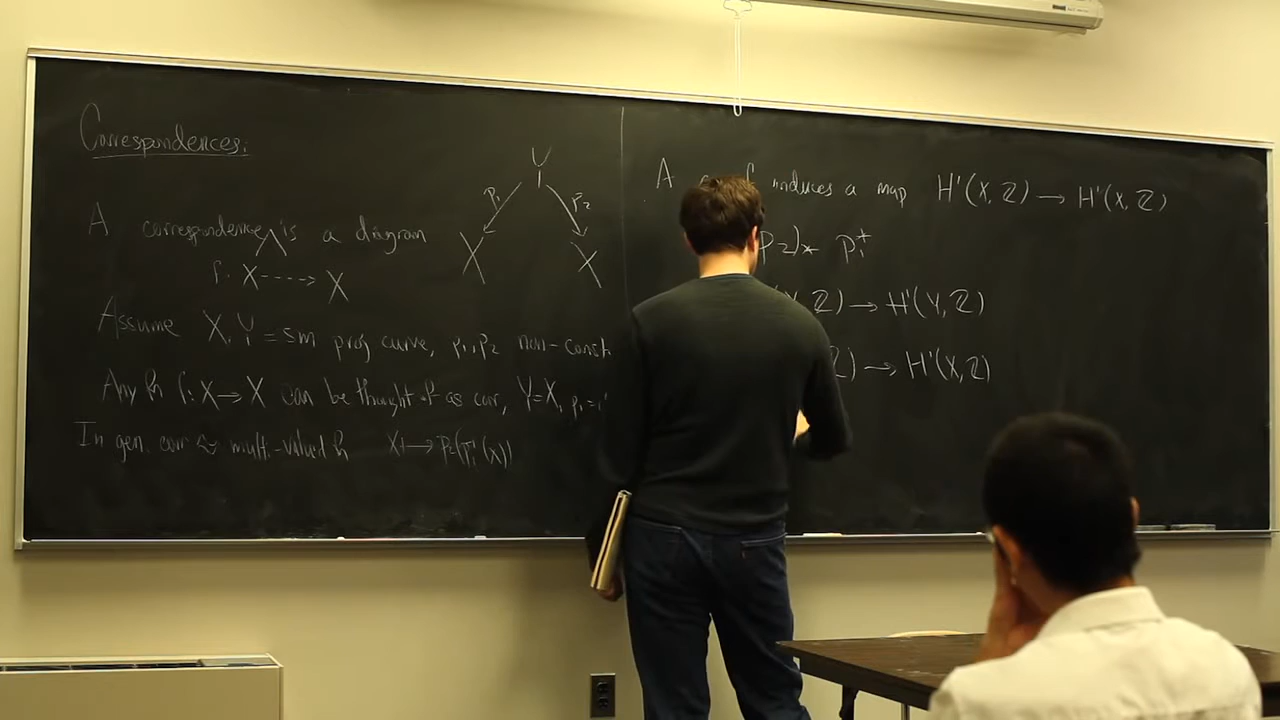 Correspondences:
Y
p₁ p₂
X X
A correspondence is a diagram
f: X ----> X
Assume X, Y = sm proj curve, p₁, p₂ non-const
Any fn f: X → X can be thought of as cor, Y=X, p₁=
In gen. corr ≈ multi-valued fn x ↦ p₂(p₁⁻¹(x))
A induces a map H¹(X, ℤ) → H¹(X, ℤ)
p₂)∗ p₁*
, ℤ) → H¹(Y, ℤ)
ℤ) → H¹(X, ℤ)